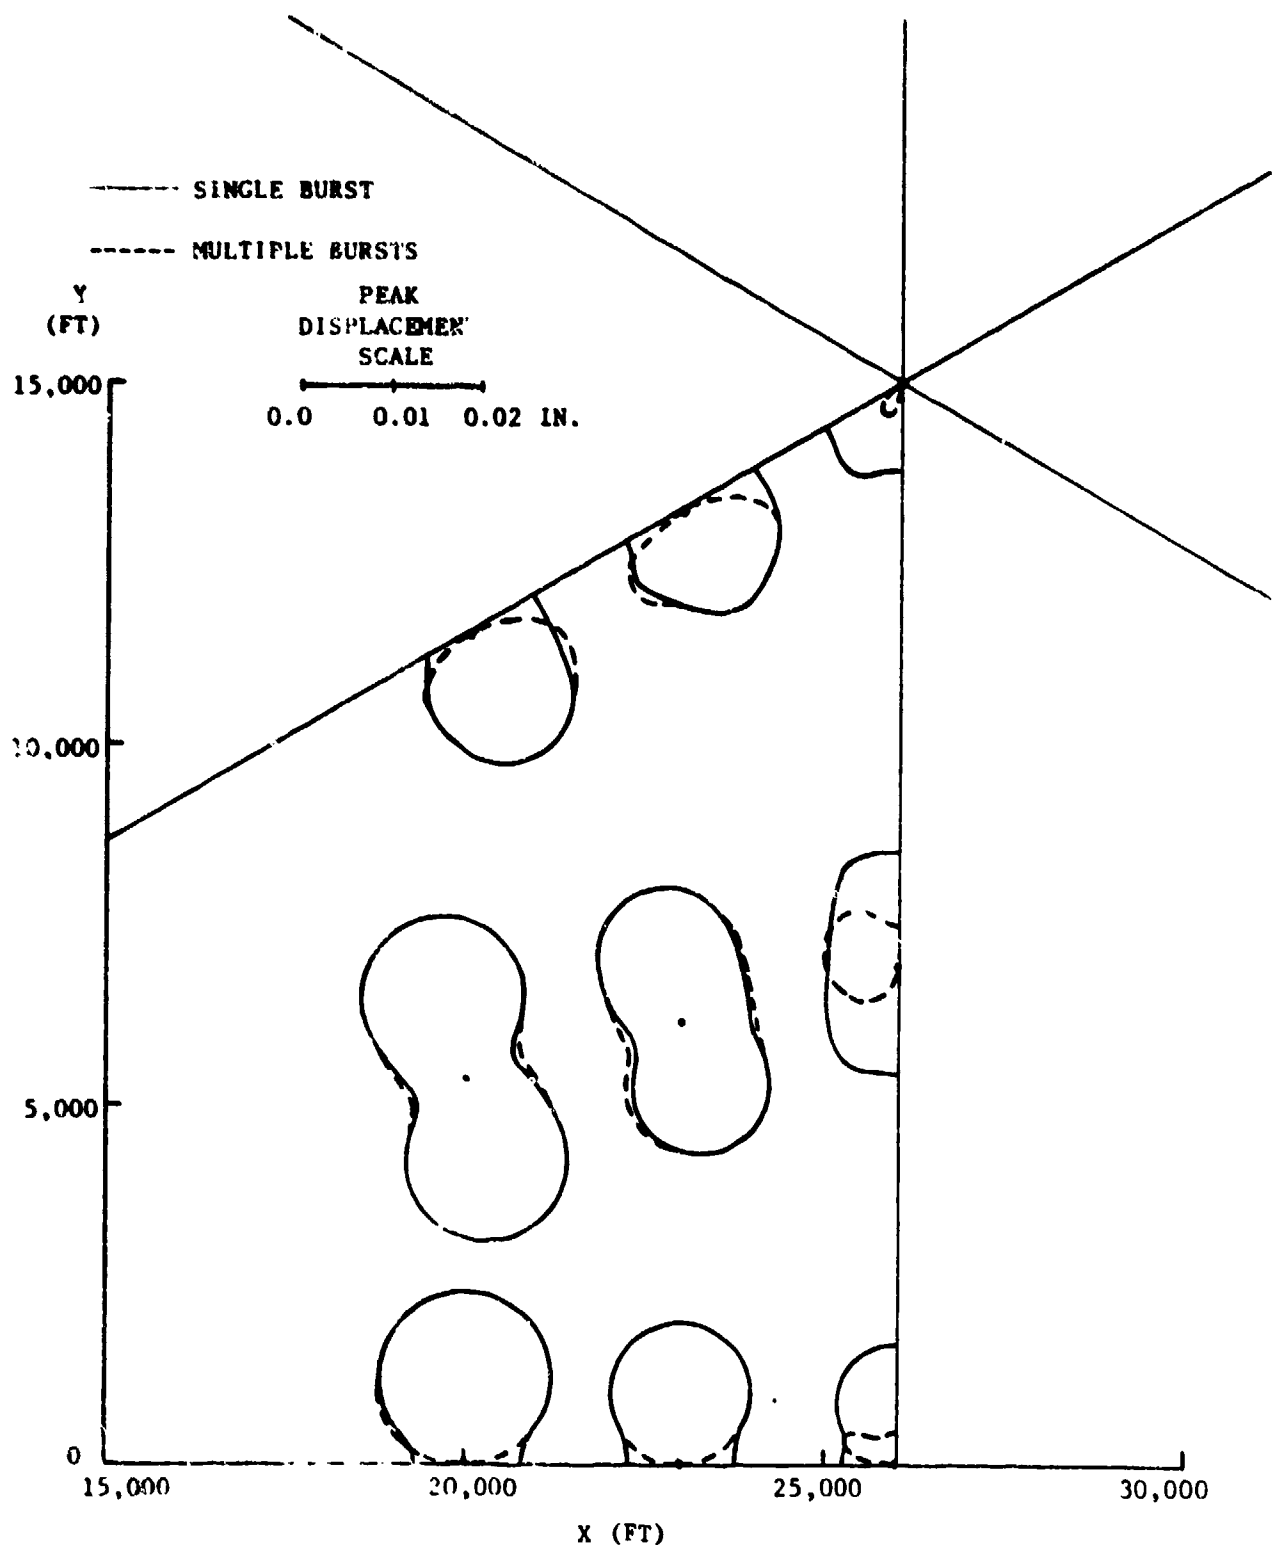 SINGLE BURST
MULTIPLE BURSTS
Y
(FT)
PEAK
DISPLACEMEN
SCALE
0.0 0.01 0.02 IN.
15,000
10,000
5,000
0
15,000 20,000 25,000 30,000
X (FT)